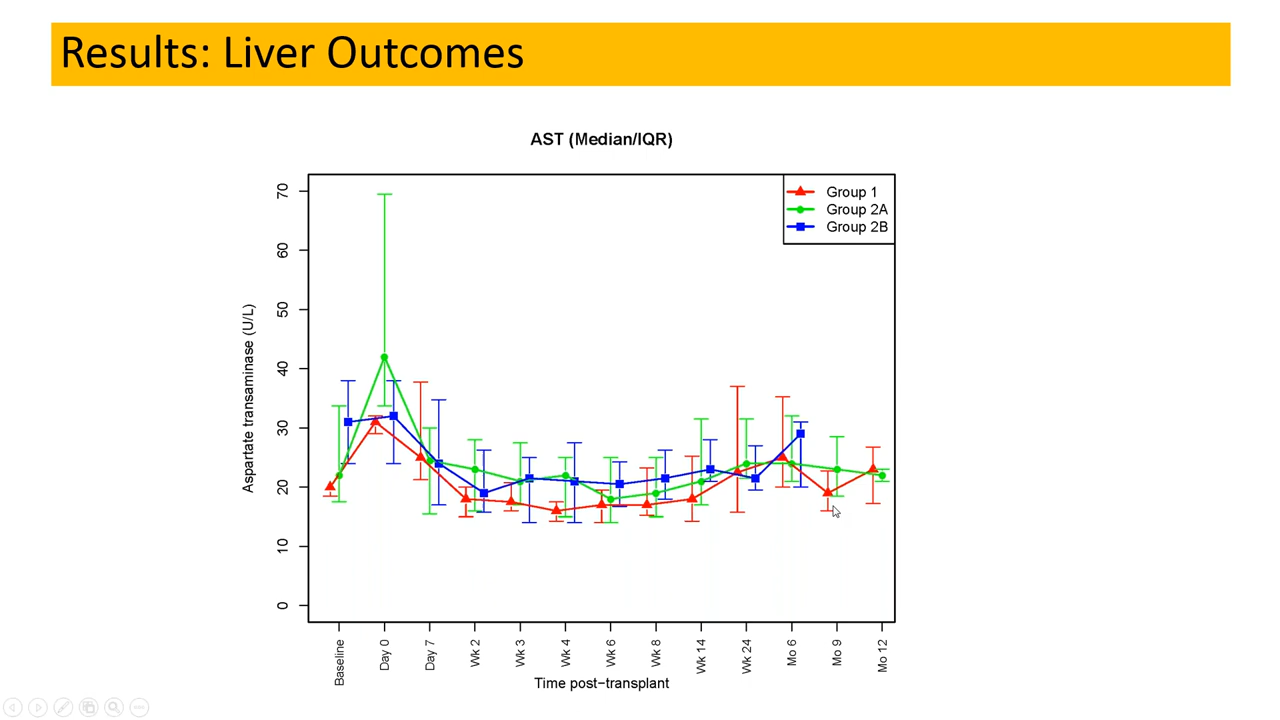 Results: Liver Outcomes
AST (Median/IQR)
Group 1
Group 2A
Group 2B
Aspartate transaminase (U/L)
70
60
50
40
30
20
10
0
Baseline
Day 0
Day 7
Wk 2
Wk 3
Wk 4
Wk 6
Wk 8
Wk 14
Wk 24
Mo 6
Mo 9
Mo 12
Time post−transplant